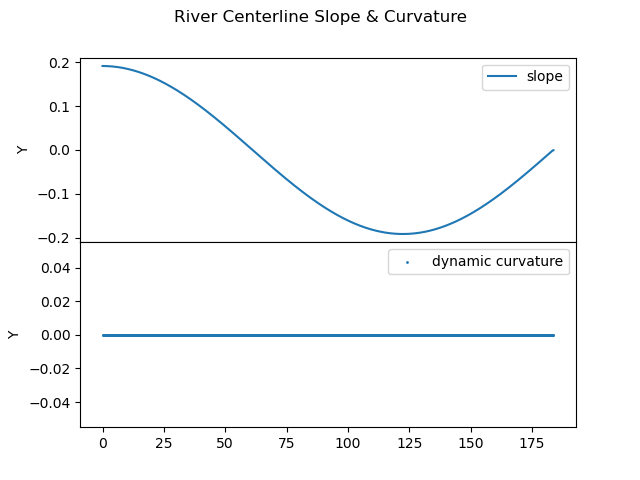 River Centerline Slope & Curvature
0.2
0.1
0.0
−0.1
−0.2
Y
slope
0.04
0.02
0.00
−0.02
−0.04
Y
dynamic curvature
0 25 50 75 100 125 150 175